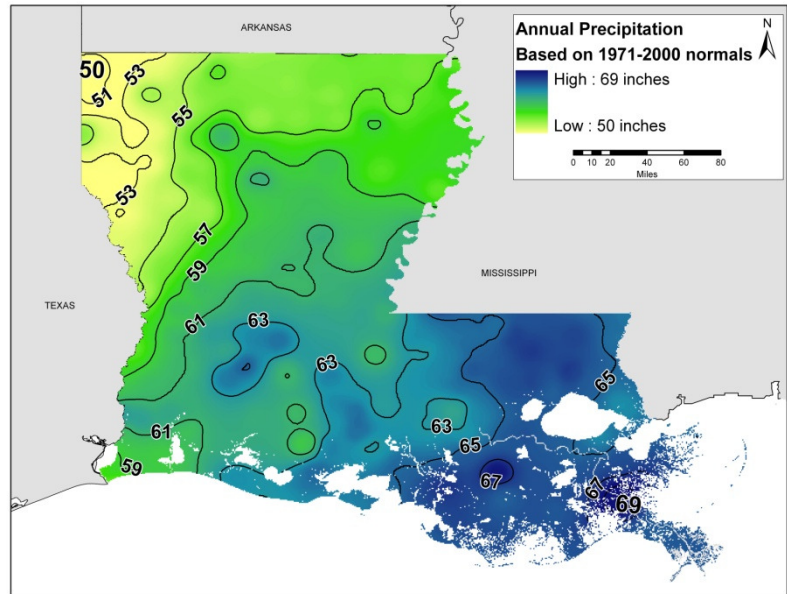 ARKANSAS
Annual Precipitation
Based on 1971-2000 normals
High : 69 inches
Low : 50 inches
0 5 10 20 40 60 80
Miles
N
50
53
51
55
53
57
59
MISSISSIPPI
TEXAS
61
63
63
65
63
61
65
59
67
67
69